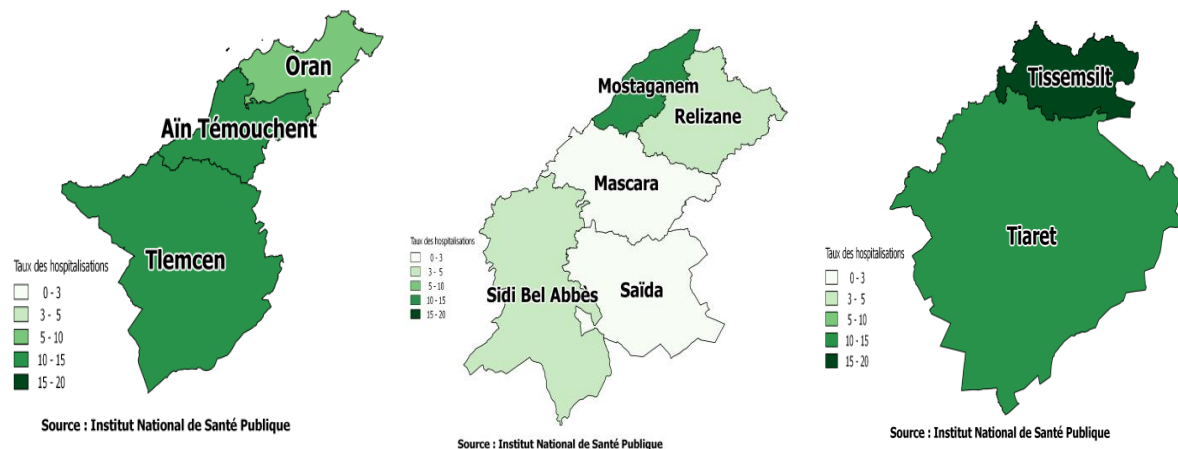 Oran
Aïn Témouchent
Tlemcen
Taux des hospitalisations
0 - 3
3 - 5
5 - 10
10 - 15
15 - 20
Source : Institut National de Santé Publique
Mostaganem
Relizane
Mascara
Sidi Bel Abbès
Saïda
Taux des hospitalisations
0 - 3
3 - 5
5 - 10
10 - 15
15 - 20
Source : Institut National de Santé Publique
Tissemsilt
Tiaret
Taux des hospitalisations
0 - 3
3 - 5
5 - 10
10 - 15
15 - 20
Source : Institut National de Santé Publique